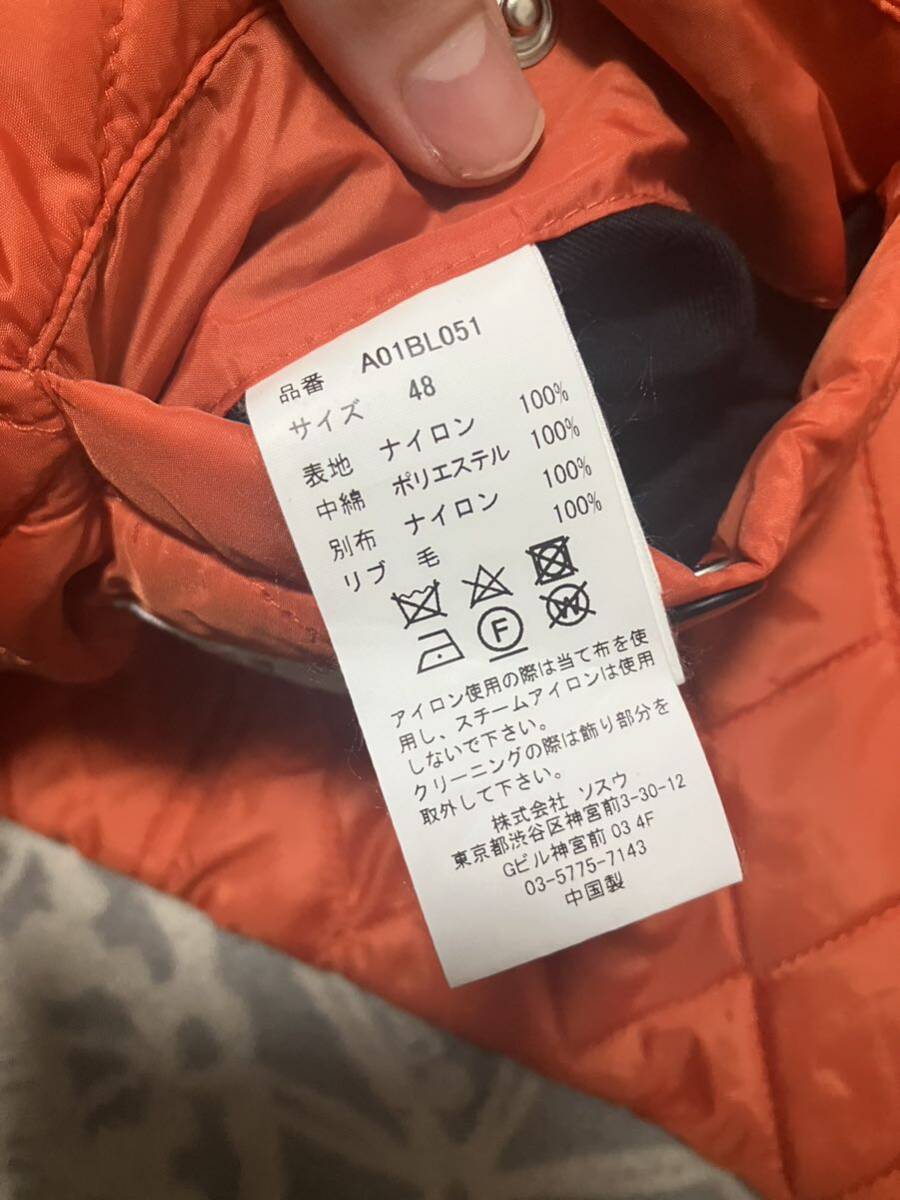 品番 A01BL051
サイズ 48
表地 ナイロン 100%
中綿 ポリエステル 100%
別布 ナイロン 100%
リブ 毛 100%
F W
アイロン使用の際は当て布を使
用し、スチームアイロンは使用
しないで下さい。
クリーニングの際は飾り部分を
取外して下さい。
株式会社 ソスウ
東京都渋谷区神宮前3-30-12
Gビル神宮前 03 4F
03-5775-7143
中国製